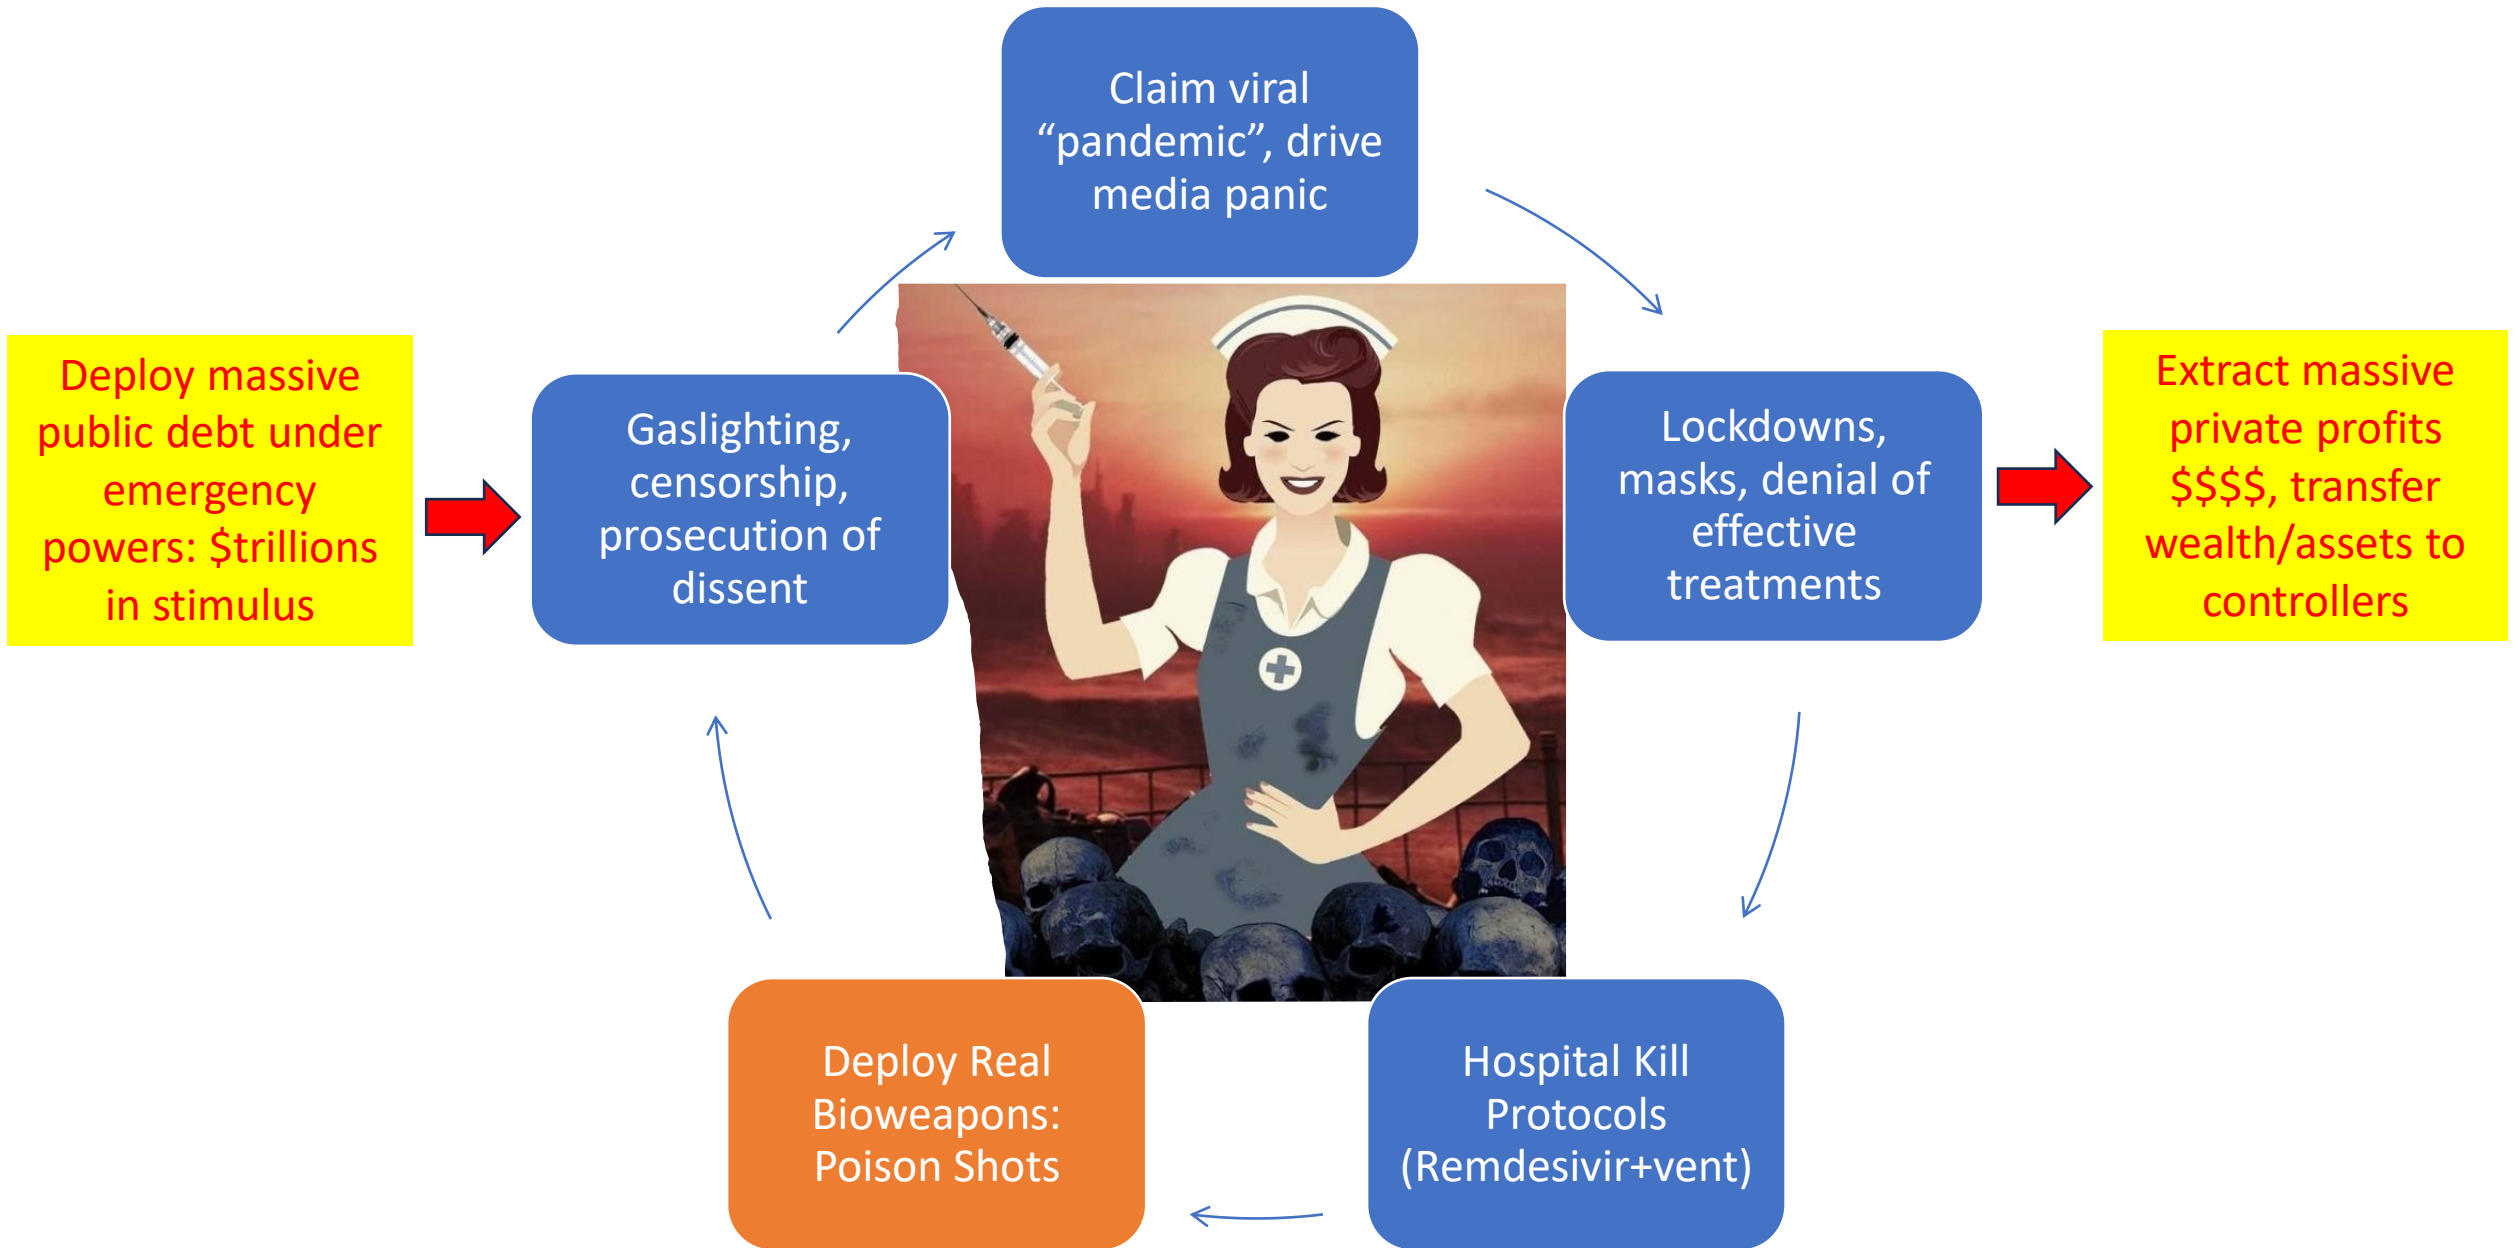 Claim viral
“pandemic”, drive
media panic
Deploy massive
public debt under
emergency
powers: $trillions
in stimulus
Gaslighting,
censorship,
prosecution of
dissent
Lockdowns,
masks, denial of
effective
treatments
Extract massive
private profits
$$$$, transfer
wealth/assets to
controllers
Deploy Real
Bioweapons:
Poison Shots
Hospital Kill
Protocols
(Remdesivir+vent)